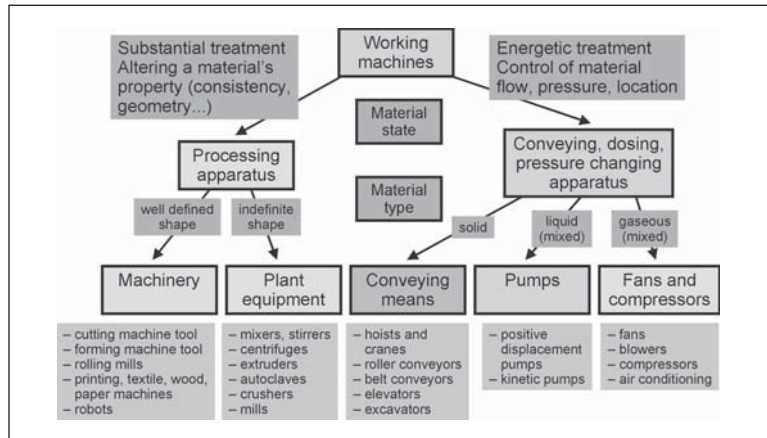 Substantial treatment
Altering a material's
property (consistency,
geometry...)
Working
machines
Energetic treatment
Control of material
flow, pressure, location
Material
state
Processing
apparatus
Conveying, dosing,
pressure changing
apparatus
Material
type
well defined
shape
indefinite
shape
solid
liquid
(mixed)
gaseous
(mixed)
Machinery
Plant
equipment
Conveying
means
Pumps
Fans and
compressors
– cutting machine tool
– forming machine tool
– rolling mills
– printing, textile, wood,
paper machines
– robots
– mixers, stirrers
– centrifuges
– extruders
– autoclaves
– crushers
– mills
– hoists and
cranes
– roller conveyors
– belt conveyors
– elevators
– excavators
– positive
displacement
pumps
– kinetic pumps
– fans
– blowers
– compressors
– air conditioning